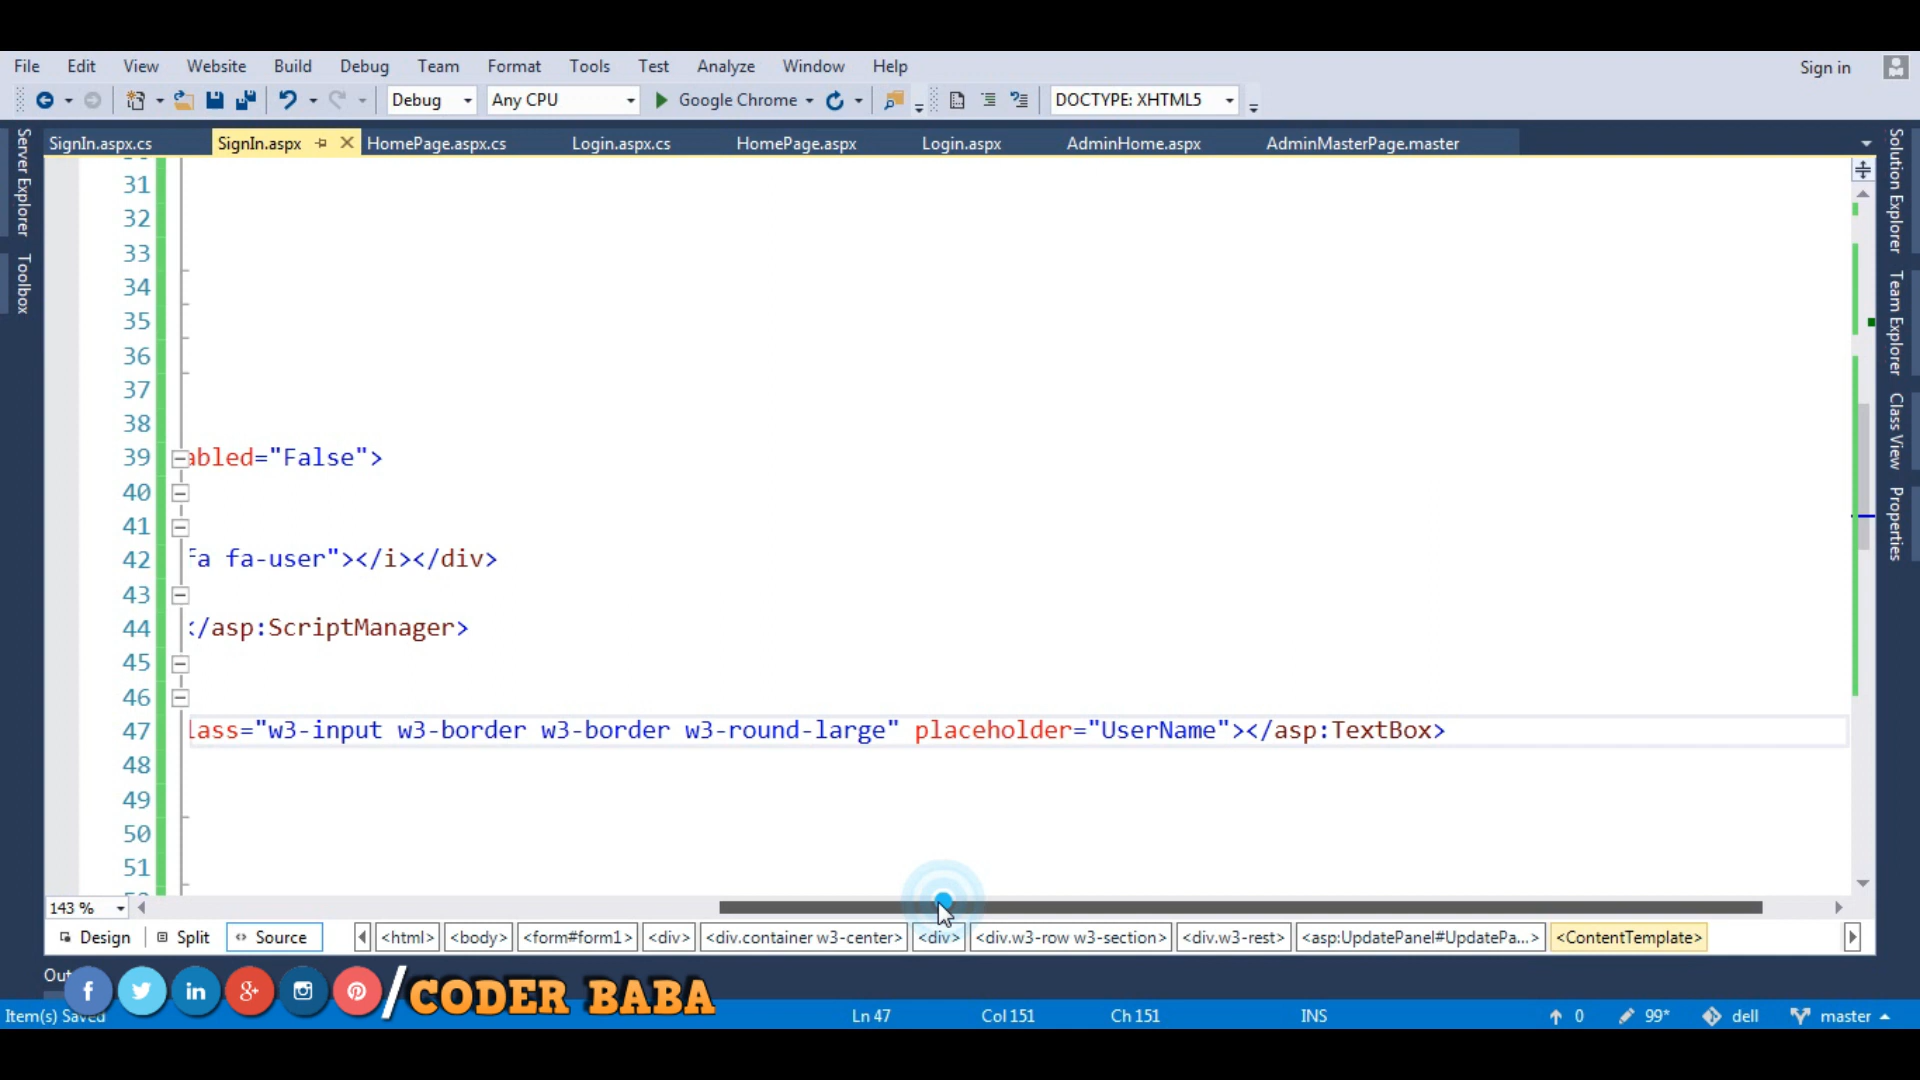 File Edit View Website Build Debug Team Format Tools Test Analyze Window Help Sign in
Debug Any CPU Google Chrome DOCTYPE: XHTML5
SignIn.aspx.cs SignIn.aspx HomePage.aspx.cs Login.aspx.cs HomePage.aspx Login.aspx AdminHome.aspx AdminMasterPage.master
Server Explorer
Toolbox
Solution Explorer
Team Explorer
Class View
Properties
31
32
33
34
35
36
37
38
39 abled="False">
40
41
42 fa fa-user"></i></div>
43
44 </asp:ScriptManager>
45
46
47 lass="w3-input w3-border w3-border w3-round-large" placeholder="UserName"></asp:TextBox>
48
49
50
51
143 %
Design Split Source <html> <body> <form#form1> <div> <div.container w3-center> <div> <div.w3-row w3-section> <div.w3-rest> <asp:UpdatePanel#UpdatePa...> <ContentTemplate>
f in g+ /CODER BABA
Item(s) Saved Ln 47 Col 151 Ch 151 INS 0 99* dell master